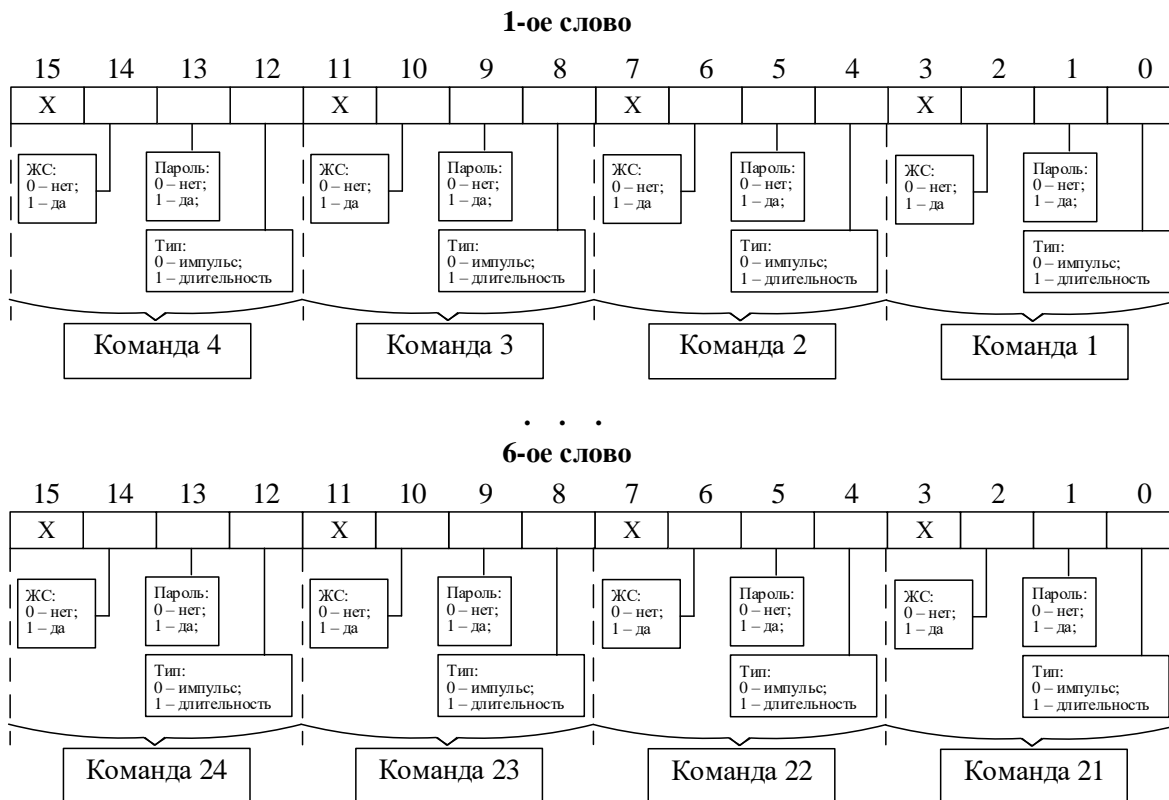 1-ое слово
15 14 13 12 11 10 9 8 7 6 5 4 3 2 1 0
X X X X
ЖС:
0 – нет;
1 – да
Пароль:
0 – нет;
1 – да;
Тип:
0 – импульс;
1 – длительность
ЖС:
0 – нет;
1 – да
Пароль:
0 – нет;
1 – да;
Тип:
0 – импульс;
1 – длительность
ЖС:
0 – нет;
1 – да
Пароль:
0 – нет;
1 – да;
Тип:
0 – импульс;
1 – длительность
ЖС:
0 – нет;
1 – да
Пароль:
0 – нет;
1 – да;
Тип:
0 – импульс;
1 – длительность
Команда 4 Команда 3 Команда 2 Команда 1
. . .
6-ое слово
15 14 13 12 11 10 9 8 7 6 5 4 3 2 1 0
X X X X
ЖС:
0 – нет;
1 – да
Пароль:
0 – нет;
1 – да;
Тип:
0 – импульс;
1 – длительность
ЖС:
0 – нет;
1 – да
Пароль:
0 – нет;
1 – да;
Тип:
0 – импульс;
1 – длительность
ЖС:
0 – нет;
1 – да
Пароль:
0 – нет;
1 – да;
Тип:
0 – импульс;
1 – длительность
ЖС:
0 – нет;
1 – да
Пароль:
0 – нет;
1 – да;
Тип:
0 – импульс;
1 – длительность
Команда 24 Команда 23 Команда 22 Команда 21